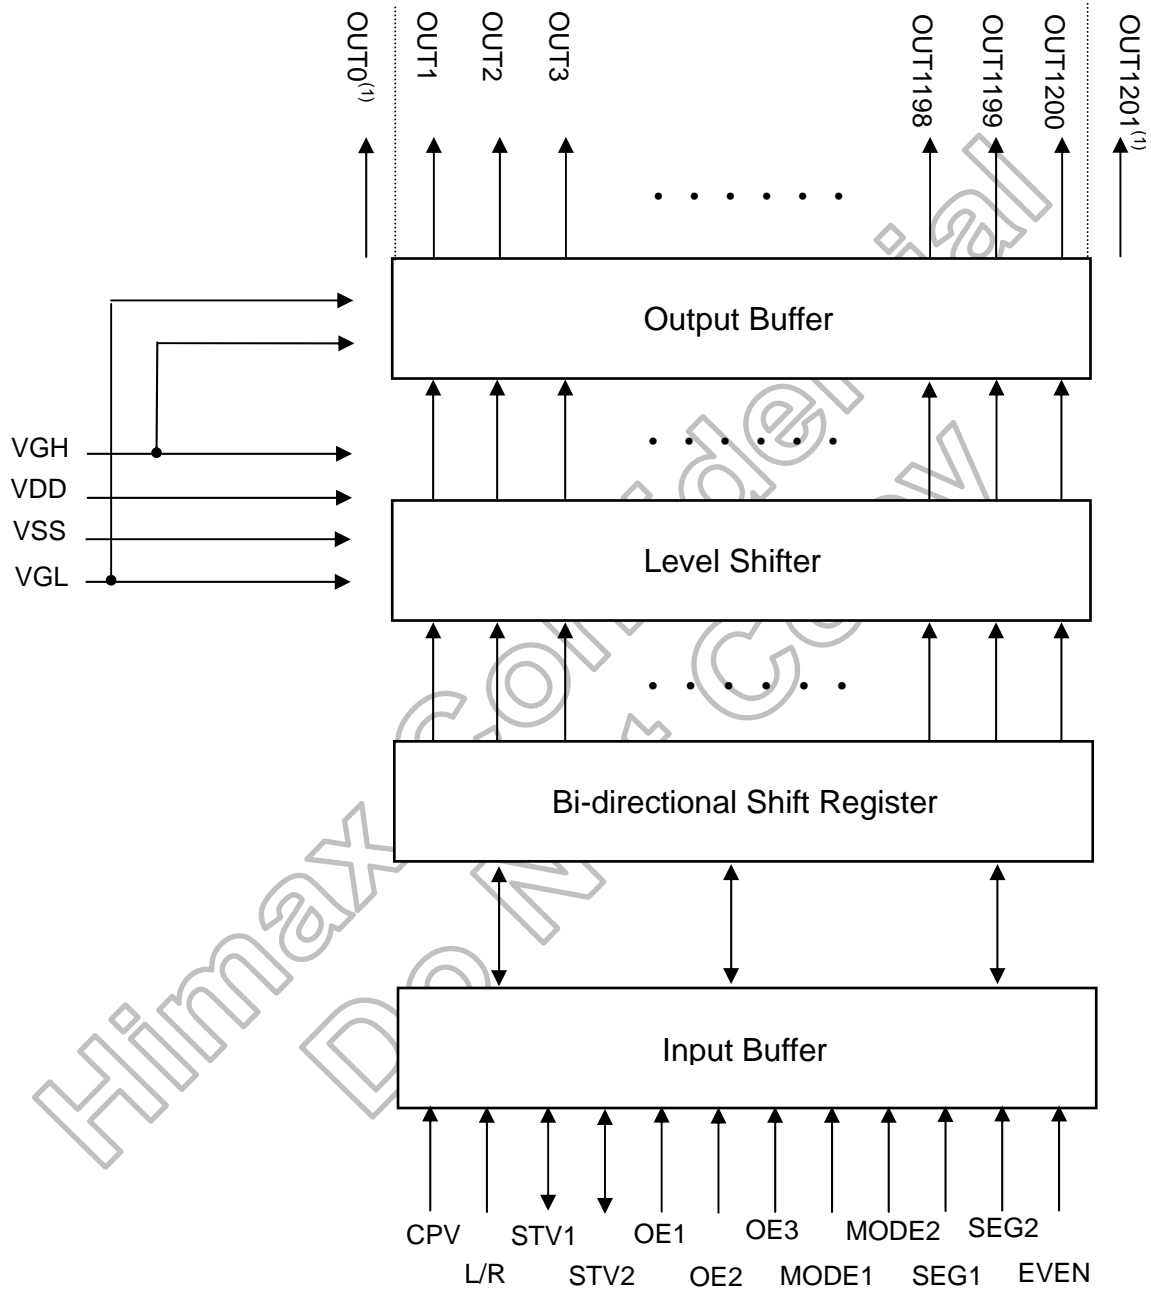 OUT0(1) OUT1 OUT2 OUT3 OUT1198 OUT1199 OUT1200 OUT1201(1)
Output Buffer
VGH
VDD
VSS
VGL
Level Shifter
Bi-directional Shift Register
Input Buffer
CPV L/R STV1 STV2 OE1 OE2 OE3 MODE1 MODE2 SEG1 SEG2 EVEN
Himax Confidential
Do Not Copy